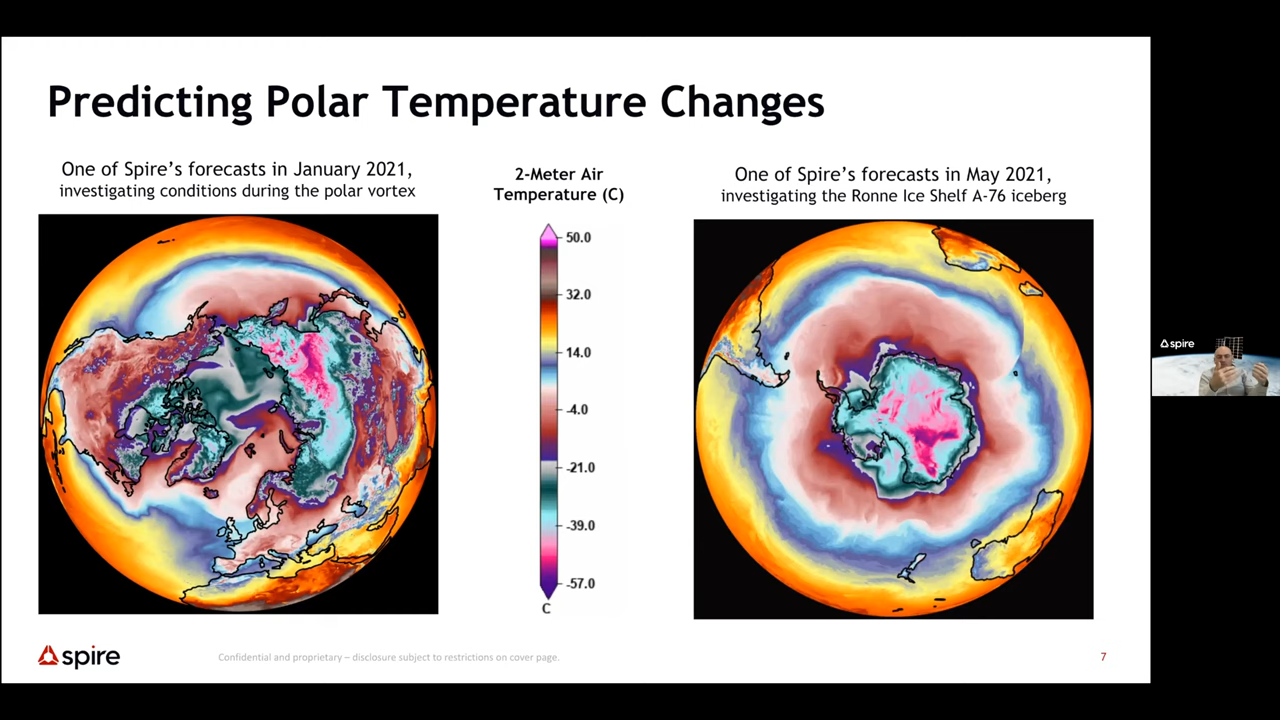 Predicting Polar Temperature Changes
One of Spire's forecasts in January 2021,
investigating conditions during the polar vortex
2-Meter Air
Temperature (C)
50.0
32.0
14.0
-4.0
-21.0
-39.0
-57.0
C
One of Spire's forecasts in May 2021,
investigating the Ronne Ice Shelf A-76 iceberg
spire
spire
Confidential and proprietary – disclosure subject to restrictions on cover page.
7